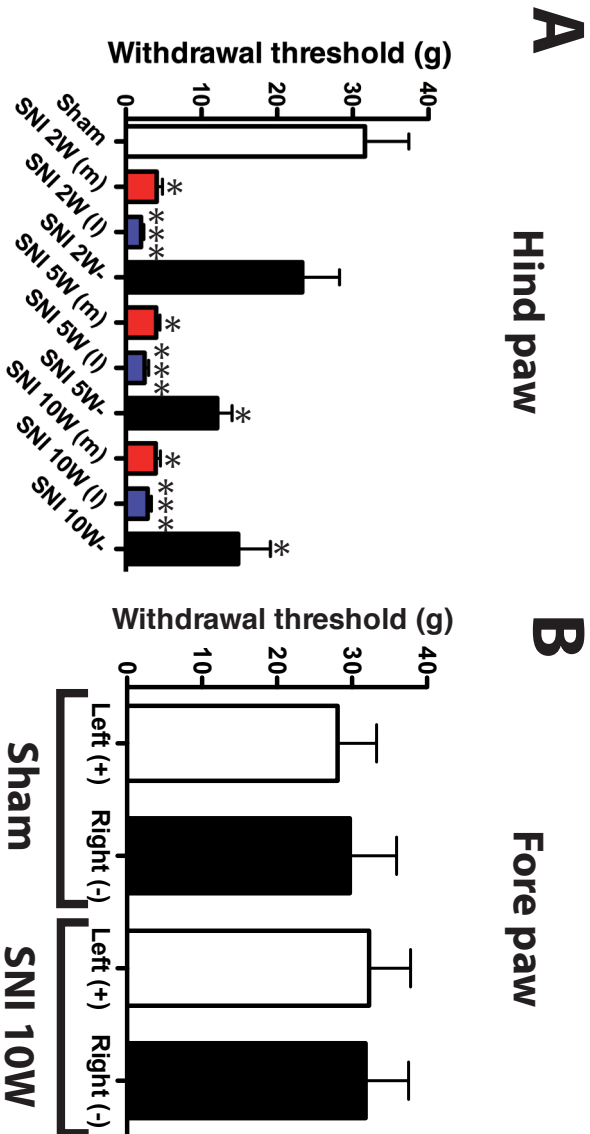 A
Hind paw
Withdrawal threshold (g)
0
10
20
30
40
Sham
SNI 2W (m)
SNI 2W (l)
SNI 2W-
SNI 5W (m)
SNI 5W (l)
SNI 5W-
SNI 10W (m)
SNI 10W (l)
SNI 10W-
*
***
*
***
*
*
***
*
B
Fore paw
Withdrawal threshold (g)
0
10
20
30
40
Left (+)
Right (-)
Left (+)
Right (-)
Sham
SNI 10W